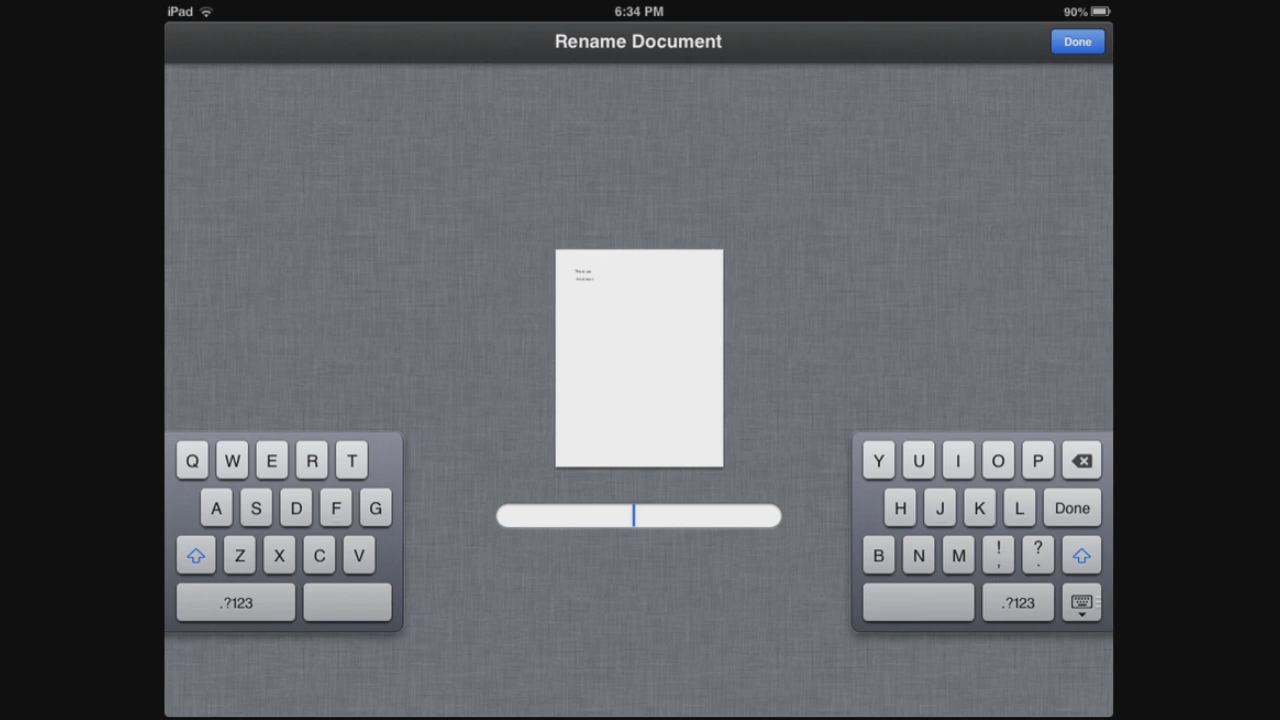 iPad 6:34 PM 90%
Rename Document Done
Q W E R T Y U I O P
A S D F G H J K L Done
Z X C V B N M ! , ? .
.?123 .?123